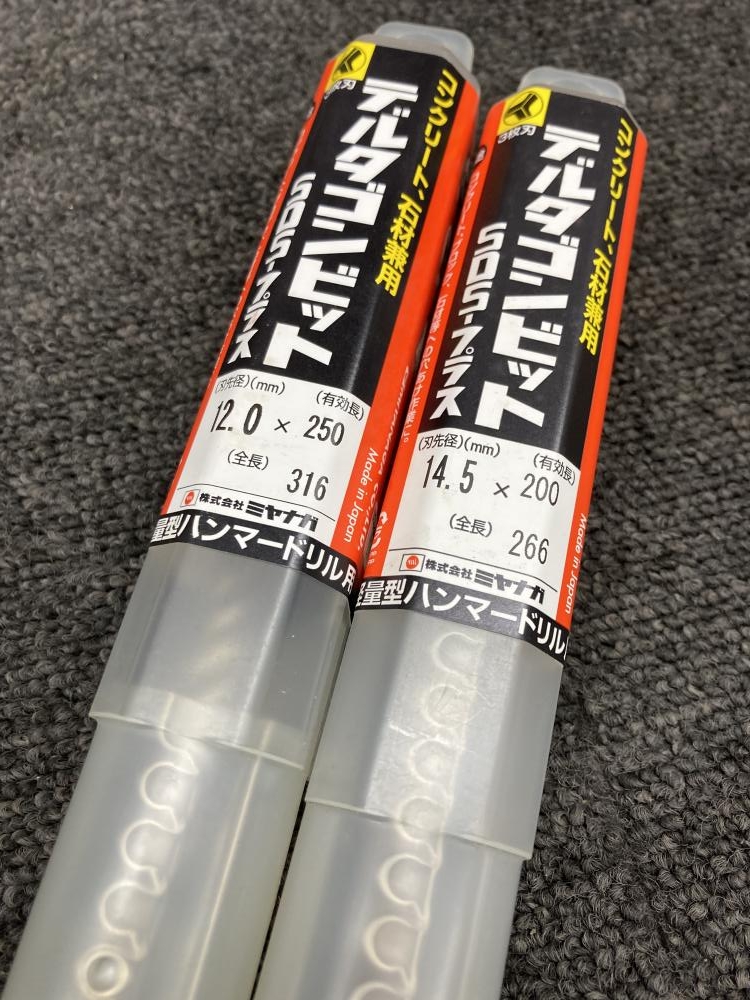 3枚刃
デルタゴンビット
SDS-プラス
コンクリート、石材兼用
(刃先径)(mm) (有効長)
12.0 × 250
(全長)
316
株式会社ミヤナガ
Made in Japan
量型ハンマードリル用
3枚刃
デルタゴンビット
SDS-プラス
コンクリート、石材兼用
(刃先径)(mm) (有効長)
14.5 × 200
(全長)
266
株式会社ミヤナガ
Made in Japan
軽量型ハンマードリル